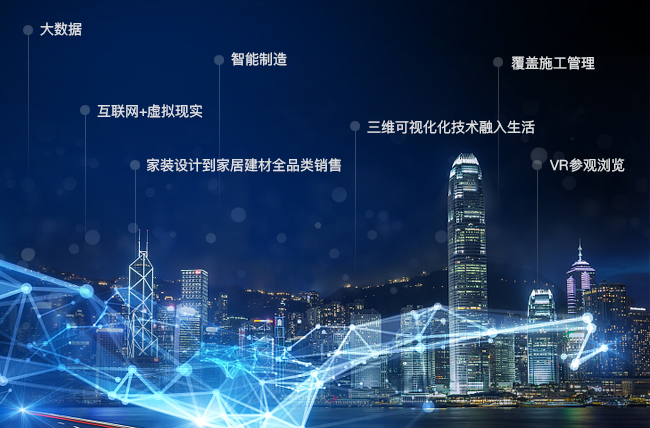 大数据
智能制造
覆盖施工管理
互联网+虚拟现实
三维可视化化技术融入生活
家装设计到家居建材全品类销售
VR参观浏览